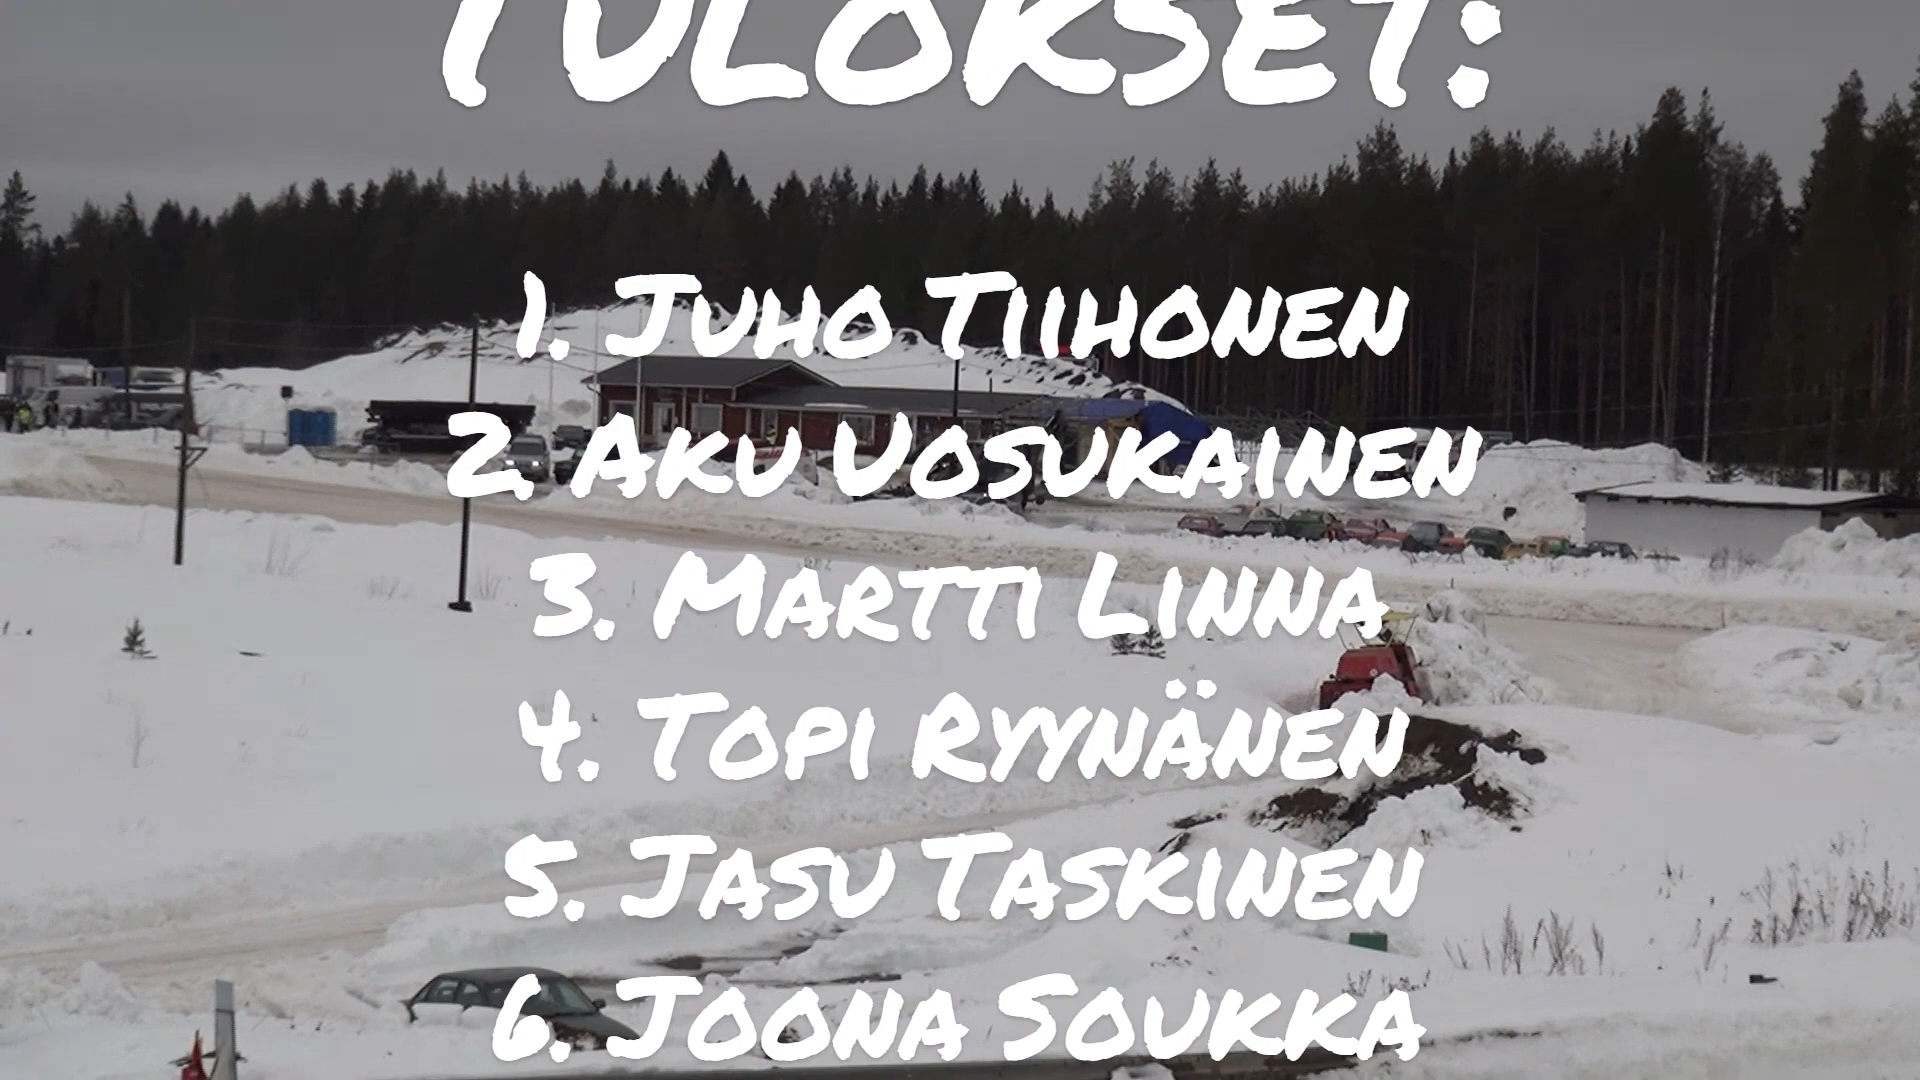 TULOKSET:
1. JUHO TIIHONEN
2. AKU UOSUKAINEN
3. MARTTI LINNA
4. TOPI RYYNÄNEN
5. JASU TASKINEN
6. JOONA SOUKKA